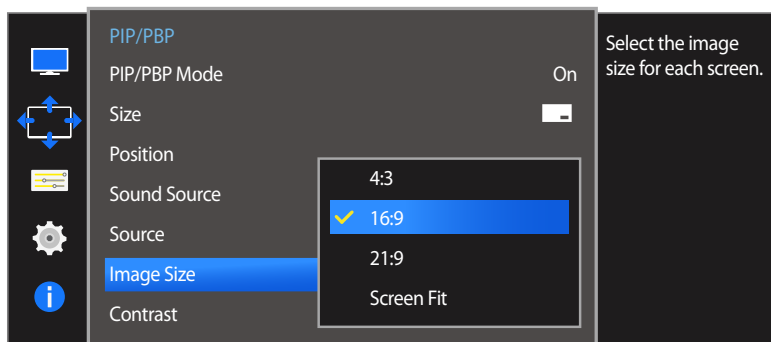 PIP/PBP
PIP/PBP Mode On
Size
Position
Sound Source
Source
Image Size
Contrast
4:3
16:9
21:9
Screen Fit
Select the image
size for each screen.